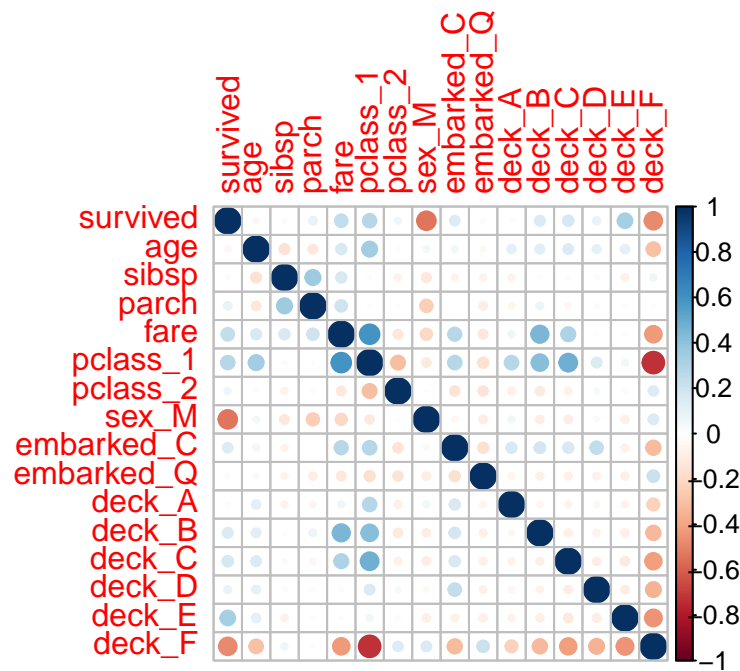 survived
age
sibsp
parch
fare
pclass_1
pclass_2
sex_M
embarked_C
embarked_Q
deck_A
deck_B
deck_C
deck_D
deck_E
deck_F
survived
age
sibsp
parch
fare
pclass_1
pclass_2
sex_M
embarked_C
embarked_Q
deck_A
deck_B
deck_C
deck_D
deck_E
deck_F
1
0.8
0.6
0.4
0.2
0
−0.2
−0.4
−0.6
−0.8
−1